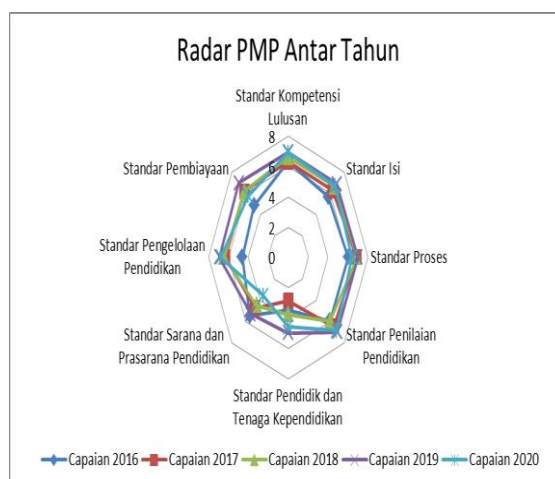 Radar PMP Antar Tahun
Standar Kompetensi
Lulusan
8
6
4
2
0
Standar Isi
Standar Proses
Standar Penilaian
Pendidikan
Standar Pendidik dan
Tenaga Kependidikan
Standar Sarana dan
Prasarana Pendidikan
Standar Pengelolaan
Pendidikan
Standar Pembiayaan
Capaian 2016 Capaian 2017 Capaian 2018 Capaian 2019 Capaian 2020